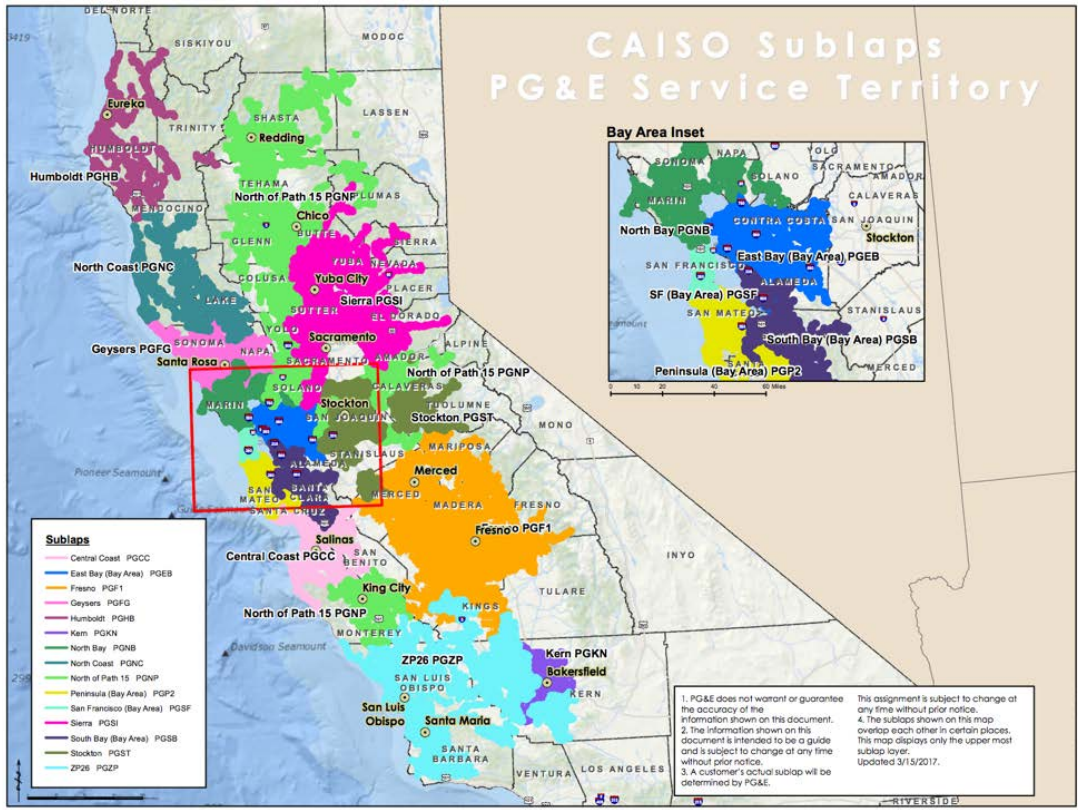 DEL NORTE
3419
SISKIYOU
MODOC
CAISO Sublaps
PG&E Service Territory
Eureka
TRINITY
SHASTA
LASSEN
Redding
HUMBOLDT
Humboldt PGHB
TEHAMA
North of Path 15 PGNP
PLUMAS
MENDOCINO
Chico
BUTTE
GLENN
SIERRA
North Coast PGNC
YUBA
NEVADA
COLUSA
Yuba City
PLACER
LAKE
Sierra PGSI
SUTTER
EL DORADO
YOLO
Sacramento
SONOMA
Geysers PGFG
NAPA
Santa Rosa
SACRAMENTO
AMADOR
ALPINE
North of Path 15 PGNP
SOLANO
CALAVERAS
MARIN
Stockton
TUOLUMNE
SAN JOAQUIN
Stockton PGST
MONO
STANISLAUS
MARIPOSA
ALAMEDA
Pioneer Seamount
Merced
SAN
MATEO
SANTA
CLARA
MERCED
MADERA
FRESNO
SANTA CRUZ
Fresno
PGF1
Salinas
Central Coast PGCC
SAN
BENITO
INYO
King City
TULARE
North of Path 15 PGNP
KINGS
MONTEREY
Davidson Seamount
ZP26 PGZP
Kern PGKN
SAN LUIS
OBISPO
Bakersfield
KERN
San Luis
Obispo
Santa Maria
SANTA
BARBARA
VENTURA
LOS ANGELES
RIVERSIDE
Bay Area Inset
SONOMA
NAPA
YOLO
SACRAMENTO
SOLANO
AMADOR
MARIN
CALAVERAS
CONTRA COSTA
SAN JOAQUIN
North Bay PGNB
Stockton
East Bay (Bay Area) PGEB
SAN FRANCISCO
ALAMEDA
SF (Bay Area) PGSF
SAN MATEO
STANISLAUS
South Bay (Bay Area) PGSB
MERCED
Peninsula (Bay Area) PGP2
0 10 20 40 60 Miles
Sublaps
Central Coast PGCC
East Bay (Bay Area) PGEB
Fresno PGF1
Geysers PGFG
Humboldt PGHB
Kern PGKN
North Bay PGNB
North Coast PGNC
North of Path 15 PGNP
Peninsula (Bay Area) PGP2
San Francisco (Bay Area) PGSF
Sierra PGSI
South Bay (Bay Area) PGSB
Stockton PGST
ZP26 PGZP
1. PG&E does not warrant or guarantee
the accuracy of the
information shown on this document.
2. The information shown on this
document is intended to be a guide
and is subject to change at any time
without prior notice.
3. A customer's actual sublap will be
determined by PG&E.
This assignment is subject to change at
any time without prior notice.
4. The sublaps shown on this map
overlap each other in certain places.
This map displays only the upper most
sublap layer.
Updated 3/15/2017.